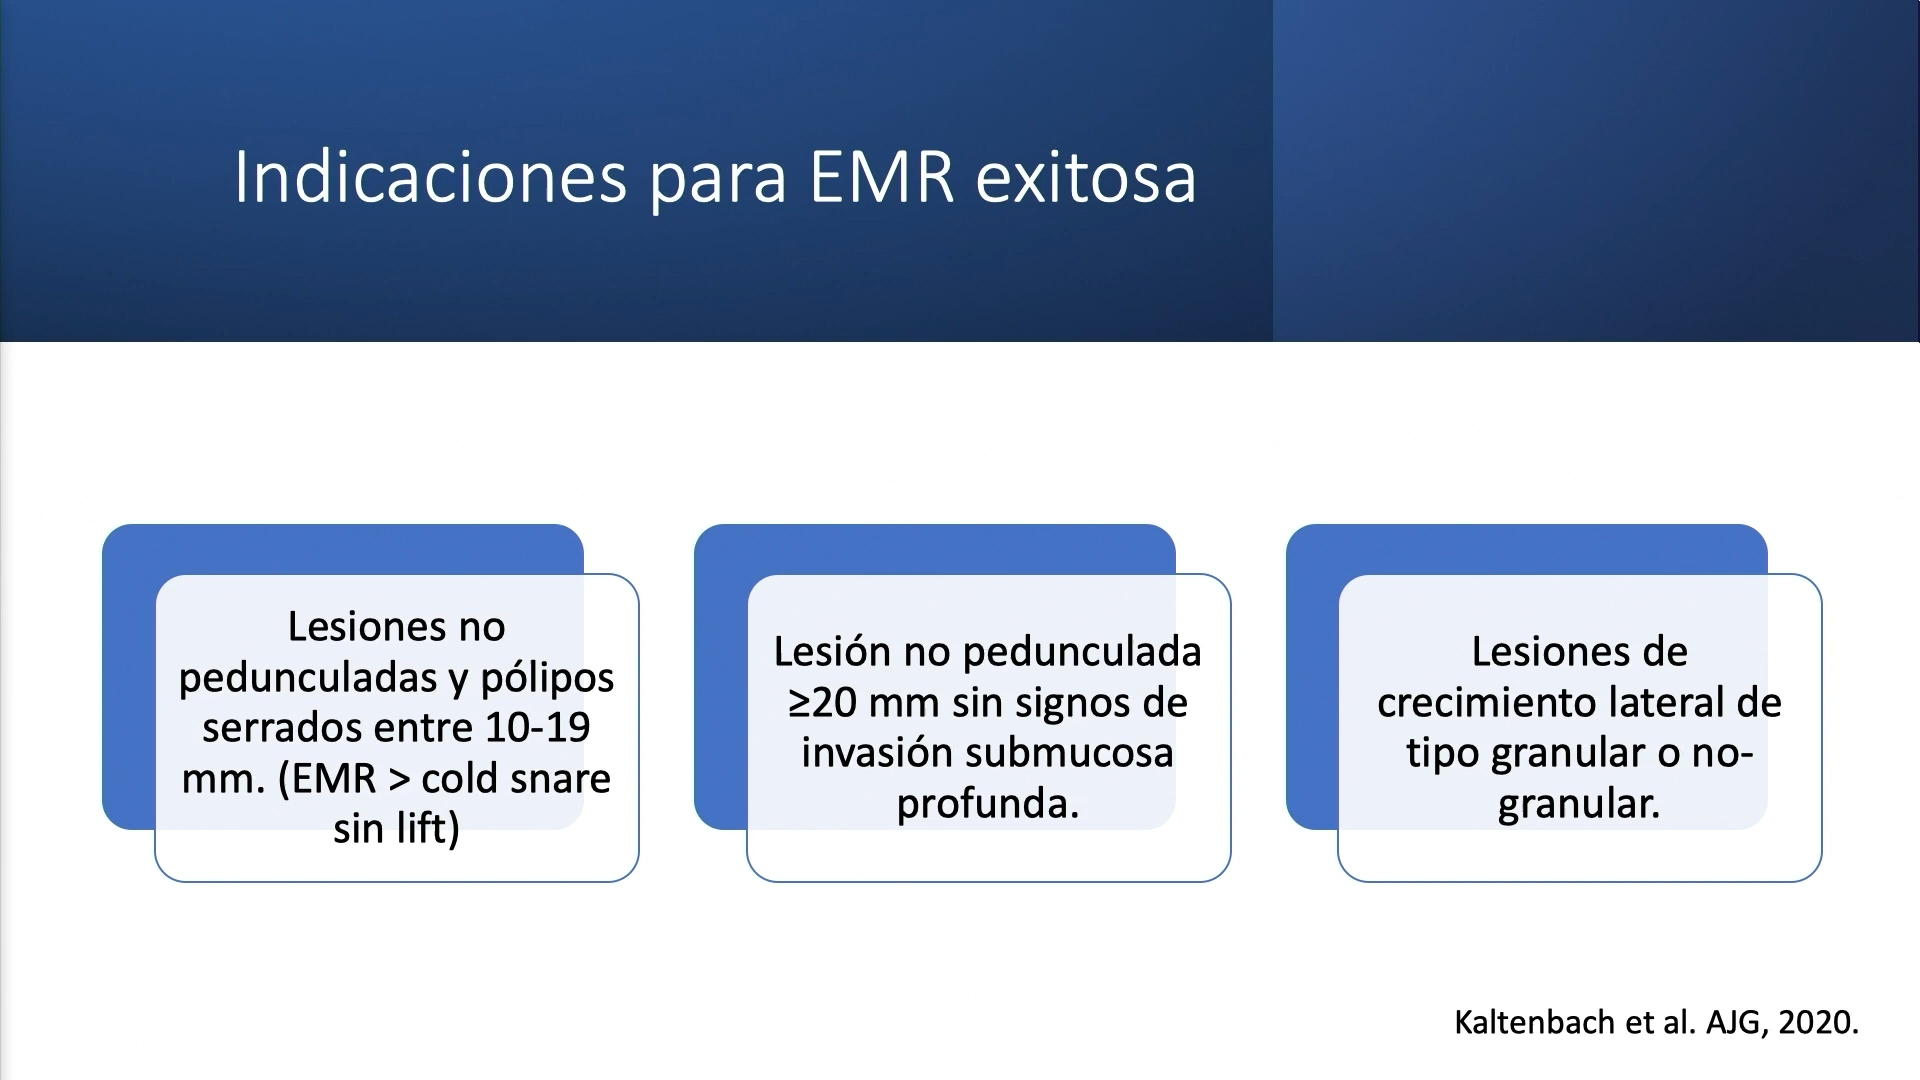 Indicaciones para EMR exitosa
Lesiones no
pedunculadas y pólipos
serrados entre 10-19
mm. (EMR > cold snare
sin lift)
Lesión no pedunculada
≥20 mm sin signos de
invasión submucosa
profunda.
Lesiones de
crecimiento lateral de
tipo granular o no-
granular.
Kaltenbach et al. AJG, 2020.